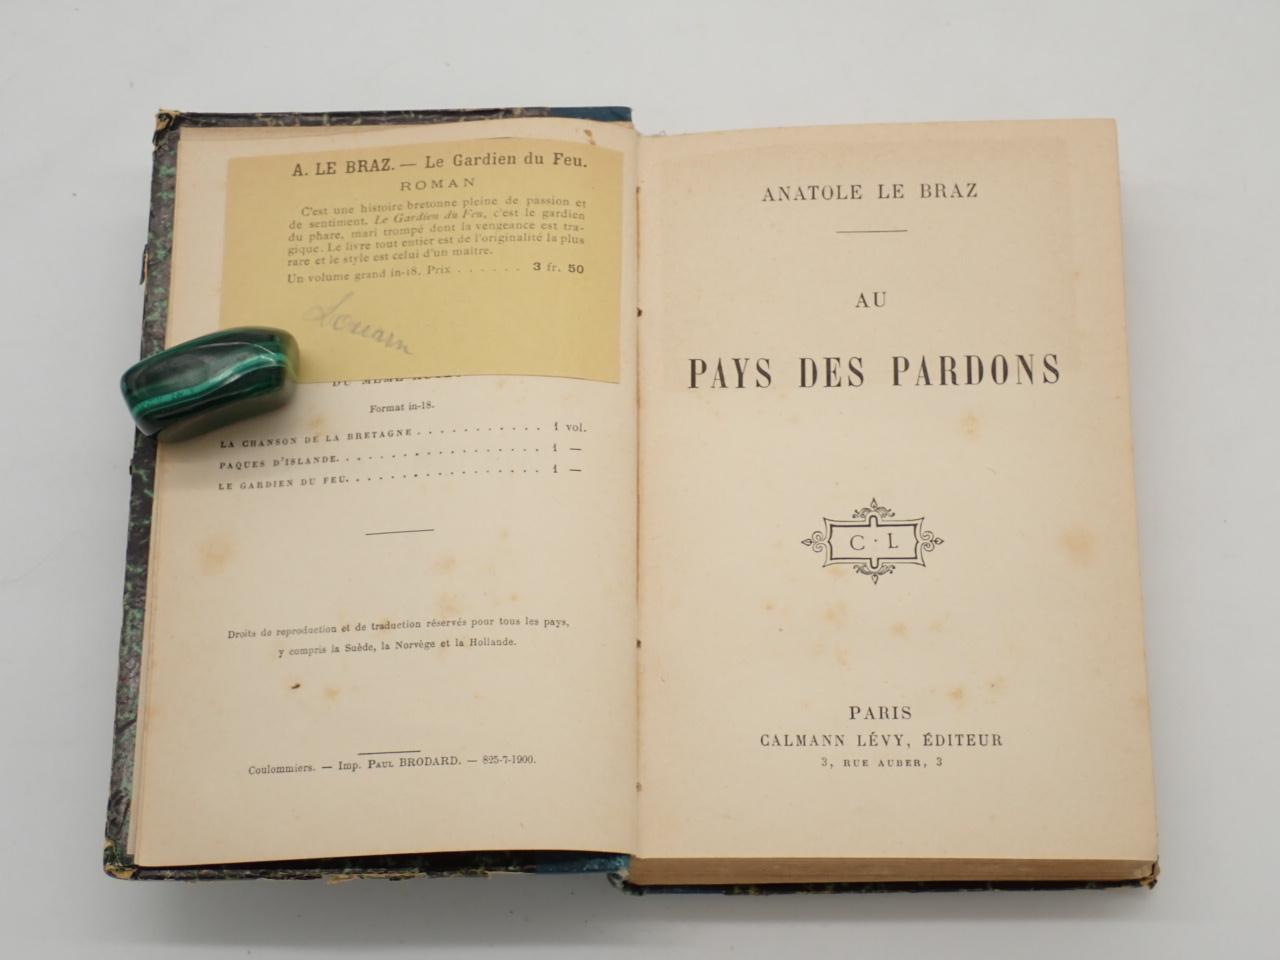 A. LE BRAZ. — Le Gardien du Feu.
ROMAN
C'est une histoire bretonne pleine de passion et
de sentiment. Le Gardien du Feu, c'est le gardien
du phare, mari trompé dont la vengeance est tra-
gique. Le livre tout entier est de l'originalité la plus
rare et le style est celui d'un maître.
Un volume grand in-18. Prix . . . . . . 3 fr. 50
DU MÊME
Format in-18.
LA CHANSON DE LA BRETAGNE . . . . . . . . . . . 1 vol.
PAQUES D'ISLANDE. . . . . . . . . . . . . . . . . . 1 —
LE GARDIEN DU FEU. . . . . . . . . . . . . . . . . 1 —
Droits de reproduction et de traduction réservés pour tous les pays,
y compris la Suède, la Norvège et la Hollande.
Coulommiers. — Imp. PAUL BRODARD. — 825-7-1900.
ANATOLE LE BRAZ
AU
PAYS DES PARDONS
C · L
PARIS
CALMANN LÉVY, ÉDITEUR
3, RUE AUBER, 3